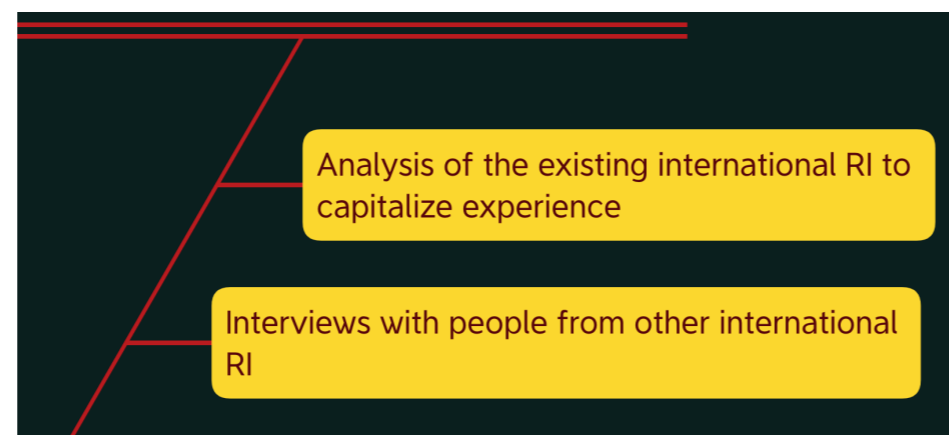 Analysis of the existing international RI to
capitalize experience
Interviews with people from other international
RI